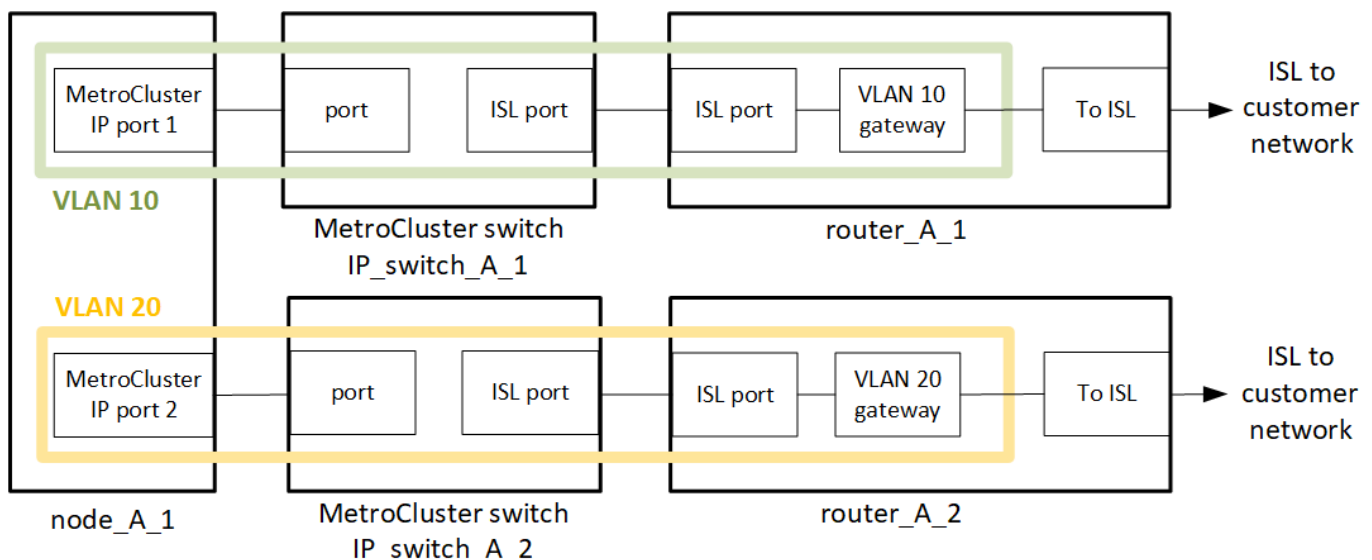 MetroCluster
IP port 1
port
ISL port
ISL port
VLAN 10
gateway
To ISL
ISL to
customer
network
VLAN 10
MetroCluster switch
IP_switch_A_1
router_A_1
VLAN 20
MetroCluster
IP port 2
port
ISL port
ISL port
VLAN 20
gateway
To ISL
ISL to
customer
network
node_A_1
MetroCluster switch
IP_switch_A_2
router_A_2